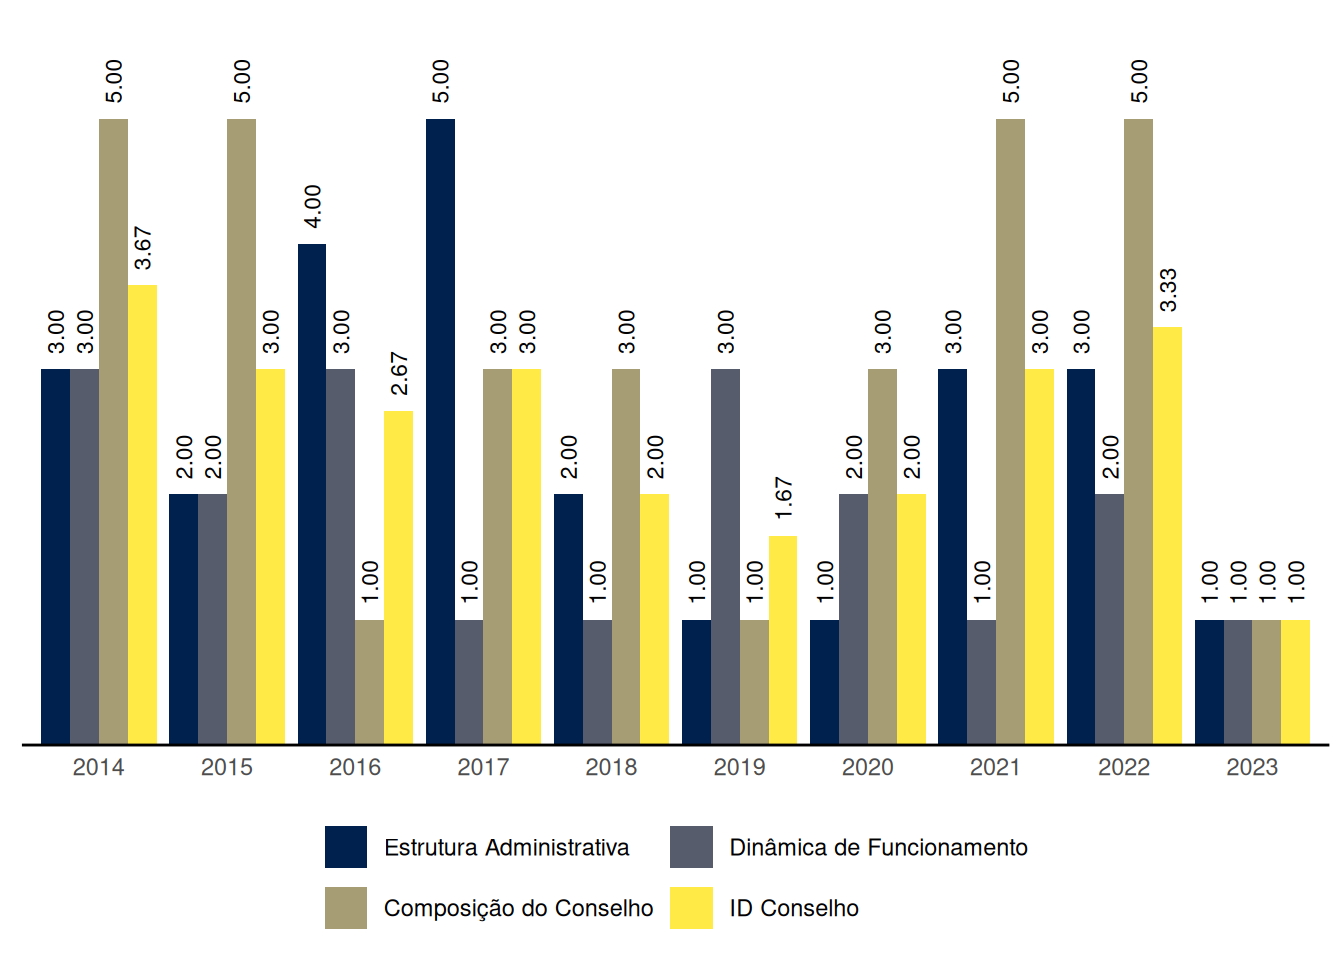 5.00 5.00 5.00 5.00 5.00
4.00
3.67
3.33
3.00 3.00 3.00 3.00 3.00 3.00 3.00 3.00 3.00 3.00 3.00 3.00
2.67
2.00 2.00 2.00 2.00 2.00 2.00 2.00
1.67
1.00 1.00 1.00 1.00 1.00 1.00 1.00 1.00 1.00 1.00 1.00
2014 2015 2016 2017 2018 2019 2020 2021 2022 2023
Estrutura Administrativa Dinâmica de Funcionamento
Composição do Conselho ID Conselho